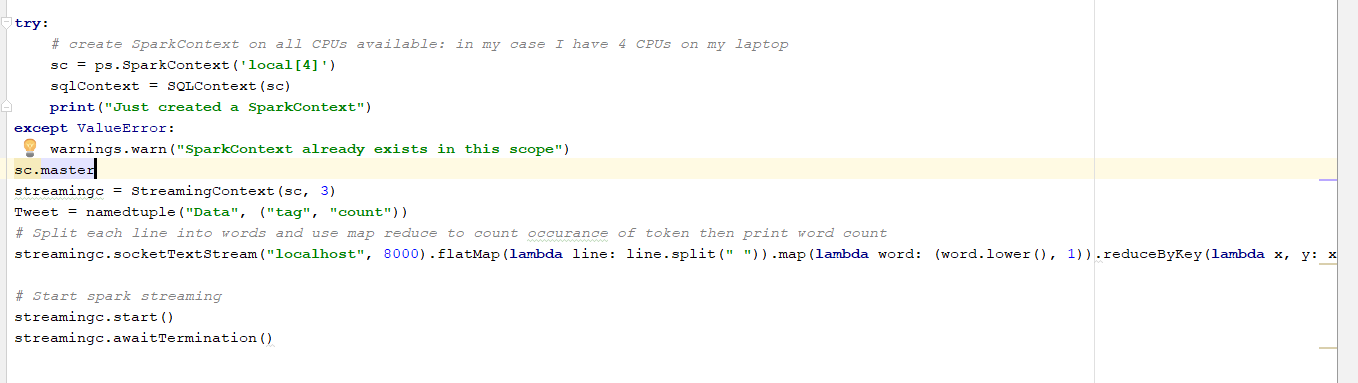 try:
    # create SparkContext on all CPUs available: in my case I have 4 CPUs on my laptop
    sc = ps.SparkContext('local[4]')
    sqlContext = SQLContext(sc)
    print("Just created a SparkContext")
except ValueError:
    warnings.warn("SparkContext already exists in this scope")
sc.master
streamingc = StreamingContext(sc, 3)
Tweet = namedtuple("Data", ("tag", "count"))
# Split each line into words and use map reduce to count occurance of token then print word count
streamingc.socketTextStream("localhost", 8000).flatMap(lambda line: line.split(" ")).map(lambda word: (word.lower(), 1)).reduceByKey(lambda x, y: x
# Start spark streaming
streamingc.start()
streamingc.awaitTermination()